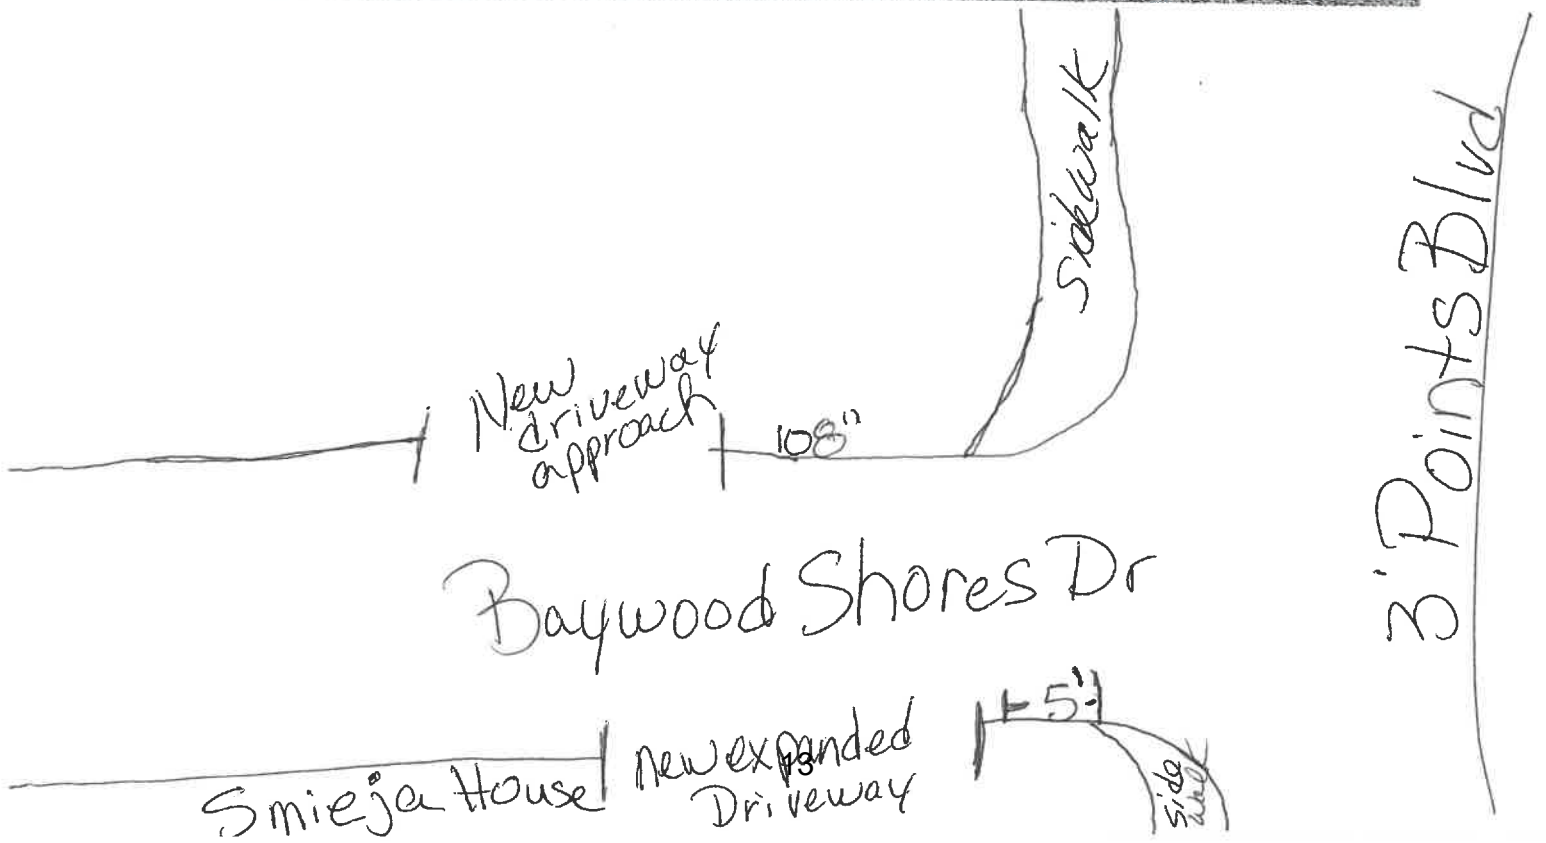 Sidewalk
3 Points Blvd
New
driveway
approach
108"
Baywood Shores Dr
5'
new expanded
13
Driveway
Smieja House
Side
walk